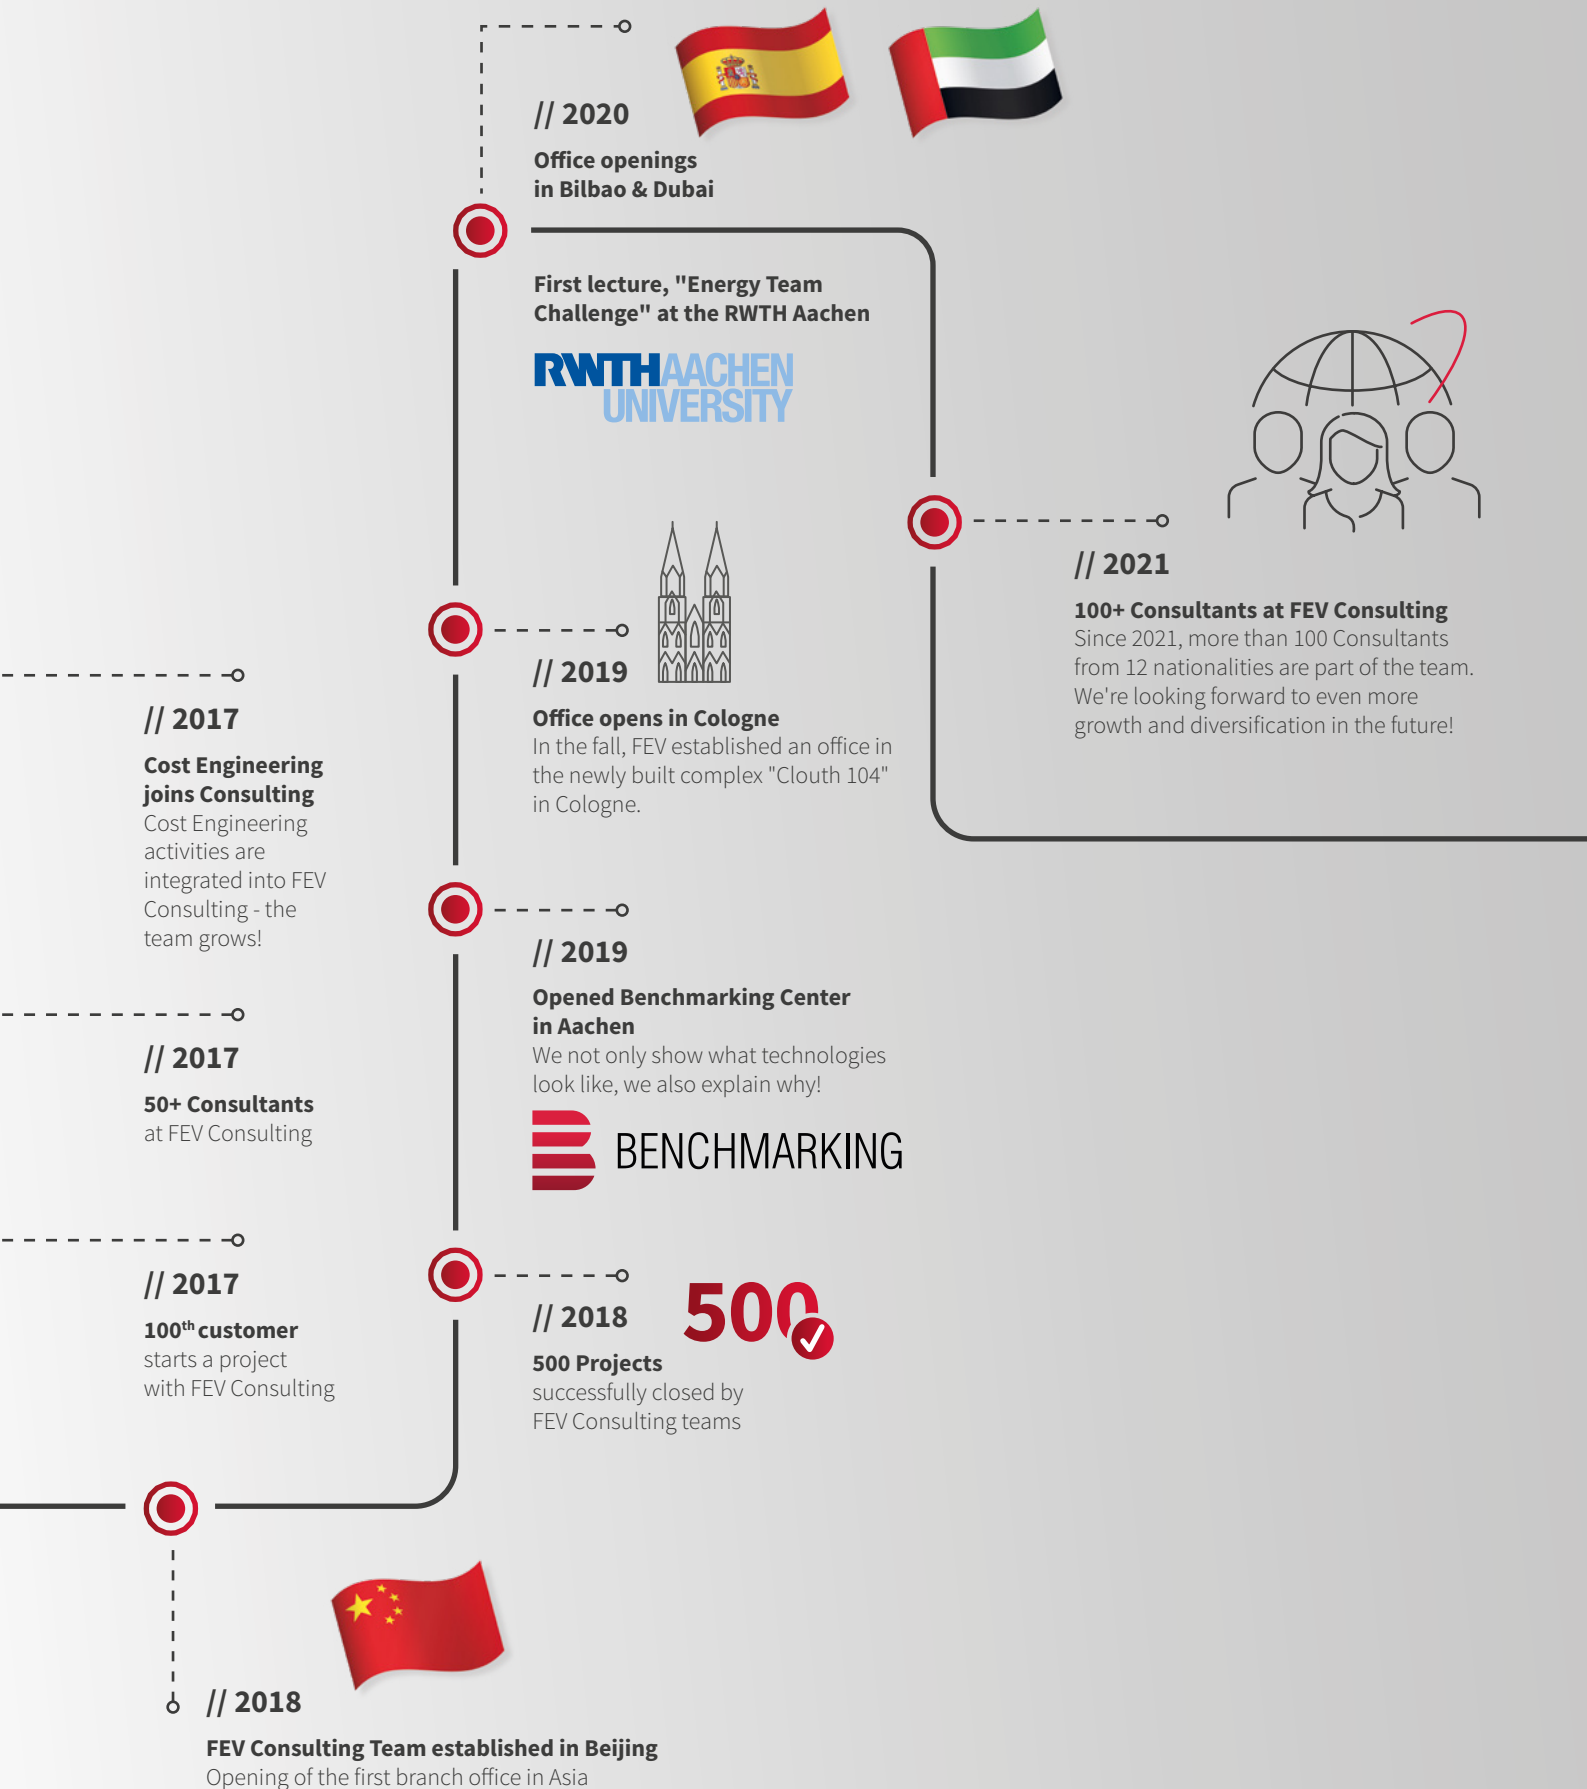 // 2020
Office openings
in Bilbao & Dubai
First lecture, "Energy Team
Challenge" at the RWTH Aachen
RWTHAACHEN
UNIVERSITY
// 2021
100+ Consultants at FEV Consulting
Since 2021, more than 100 Consultants
from 12 nationalities are part of the team.
We're looking forward to even more
growth and diversification in the future!
// 2019
Office opens in Cologne
In the fall, FEV established an office in
the newly built complex "Clouth 104"
in Cologne.
// 2017
Cost Engineering
joins Consulting
Cost Engineering
activities are
integrated into FEV
Consulting - the
team grows!
// 2019
Opened Benchmarking Center
in Aachen
We not only show what technologies
look like, we also explain why!
BENCHMARKING
// 2017
50+ Consultants
at FEV Consulting
// 2017
100th customer
starts a project
with FEV Consulting
// 2018
500
500 Projects
successfully closed by
FEV Consulting teams
// 2018
FEV Consulting Team established in Beijing
Opening of the first branch office in Asia